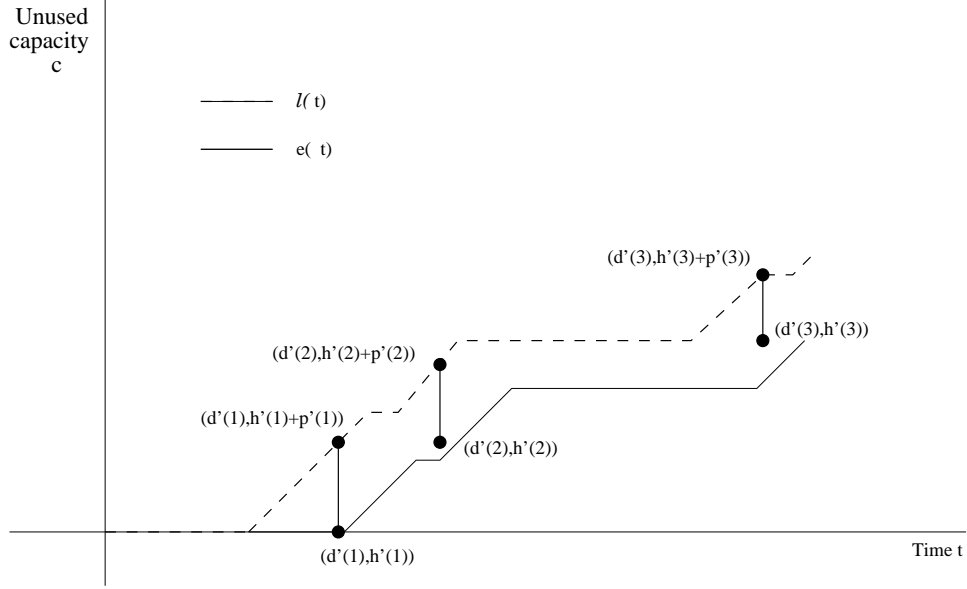 Unused
capacity
c
l( t)
e( t)
(d’(3),h’(3)+p’(3))
(d’(3),h’(3))
(d’(2),h’(2)+p’(2))
(d’(1),h’(1)+p’(1))
(d’(2),h’(2))
(d’(1),h’(1))
Time t